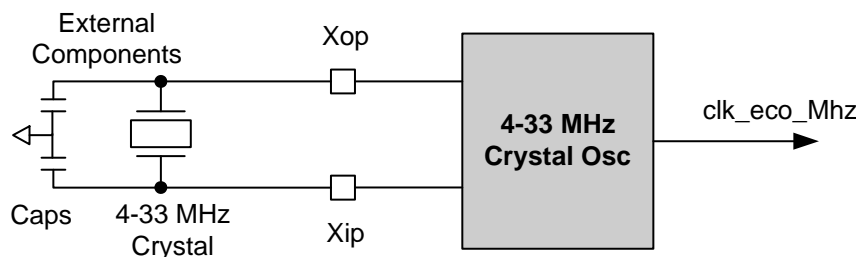 External
Components
Xop
4-33 MHz
Crystal Osc
clk_eco_Mhz
Caps
4-33 MHz
Crystal
Xip